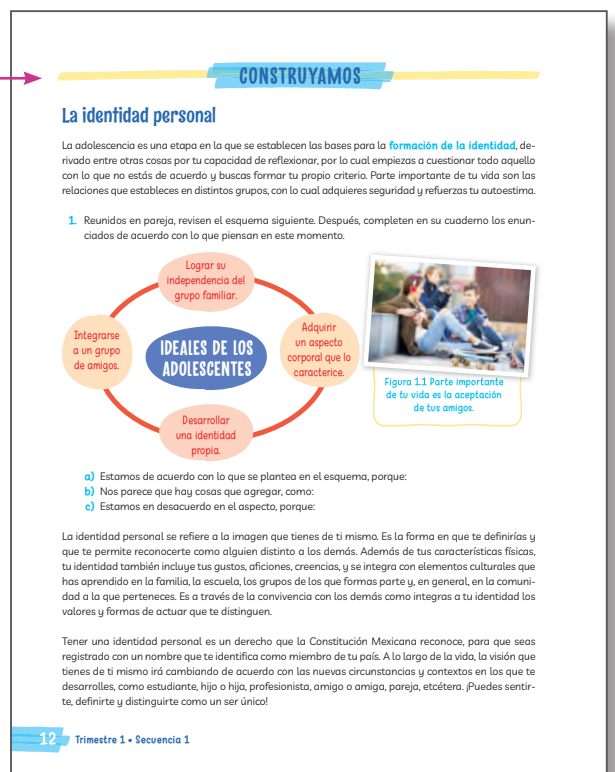 CONSTRUYAMOS
La identidad personal
La adolescencia es una etapa en la que se establecen las bases para la formación de la identidad, de-
rivado entre otras cosas por tu capacidad de reflexionar, por lo cual empiezas a cuestionar todo aquello
con lo que no estás de acuerdo y buscas formar tu propio criterio. Parte importante de tu vida son las
relaciones que estableces en distintos grupos, con lo cual adquieres seguridad y refuerzas tu autoestima.
1. Reunidos en pareja, revisen el esquema siguiente. Después, completen en su cuaderno los enun-
ciados de acuerdo con lo que piensan en este momento.
Lograr su
independencia del
grupo familiar.
Integrarse
a un grupo
de amigos.
IDEALES DE LOS
ADOLESCENTES
Adquirir
un aspecto
corporal que lo
caracterice.
Desarrollar
una identidad
propia.
Figura 1.1 Parte importante
de tu vida es la aceptación
de tus amigos.
a) Estamos de acuerdo con lo que se plantea en el esquema, porque:
b) Nos parece que hay cosas que agregar, como:
c) Estamos en desacuerdo en el aspecto, porque:
La identidad personal se refiere a la imagen que tienes de ti mismo. Es la forma en que te definirías y
que te permite reconocerte como alguien distinto a los demás. Además de tus características físicas,
tu identidad también incluye tus gustos, aficiones, creencias, y se integra con elementos culturales que
has aprendido en la familia, la escuela, los grupos de los que formas parte y, en general, en la comuni-
dad a la que perteneces. Es a través de la convivencia con los demás como integras a tu identidad los
valores y formas de actuar que te distinguen.
Tener una identidad personal es un derecho que la Constitución Mexicana reconoce, para que seas
registrado con un nombre que te identifica como miembro de tu país. A lo largo de la vida, la visión que
tienes de ti mismo irá cambiando de acuerdo con las nuevas circunstancias y contextos en los que te
desarrolles, como estudiante, hijo o hija, profesionista, amigo o amiga, pareja, etcétera. ¡Puedes sentir-
te, definirte y distinguirte como un ser único!
12 Trimestre 1 • Secuencia 1